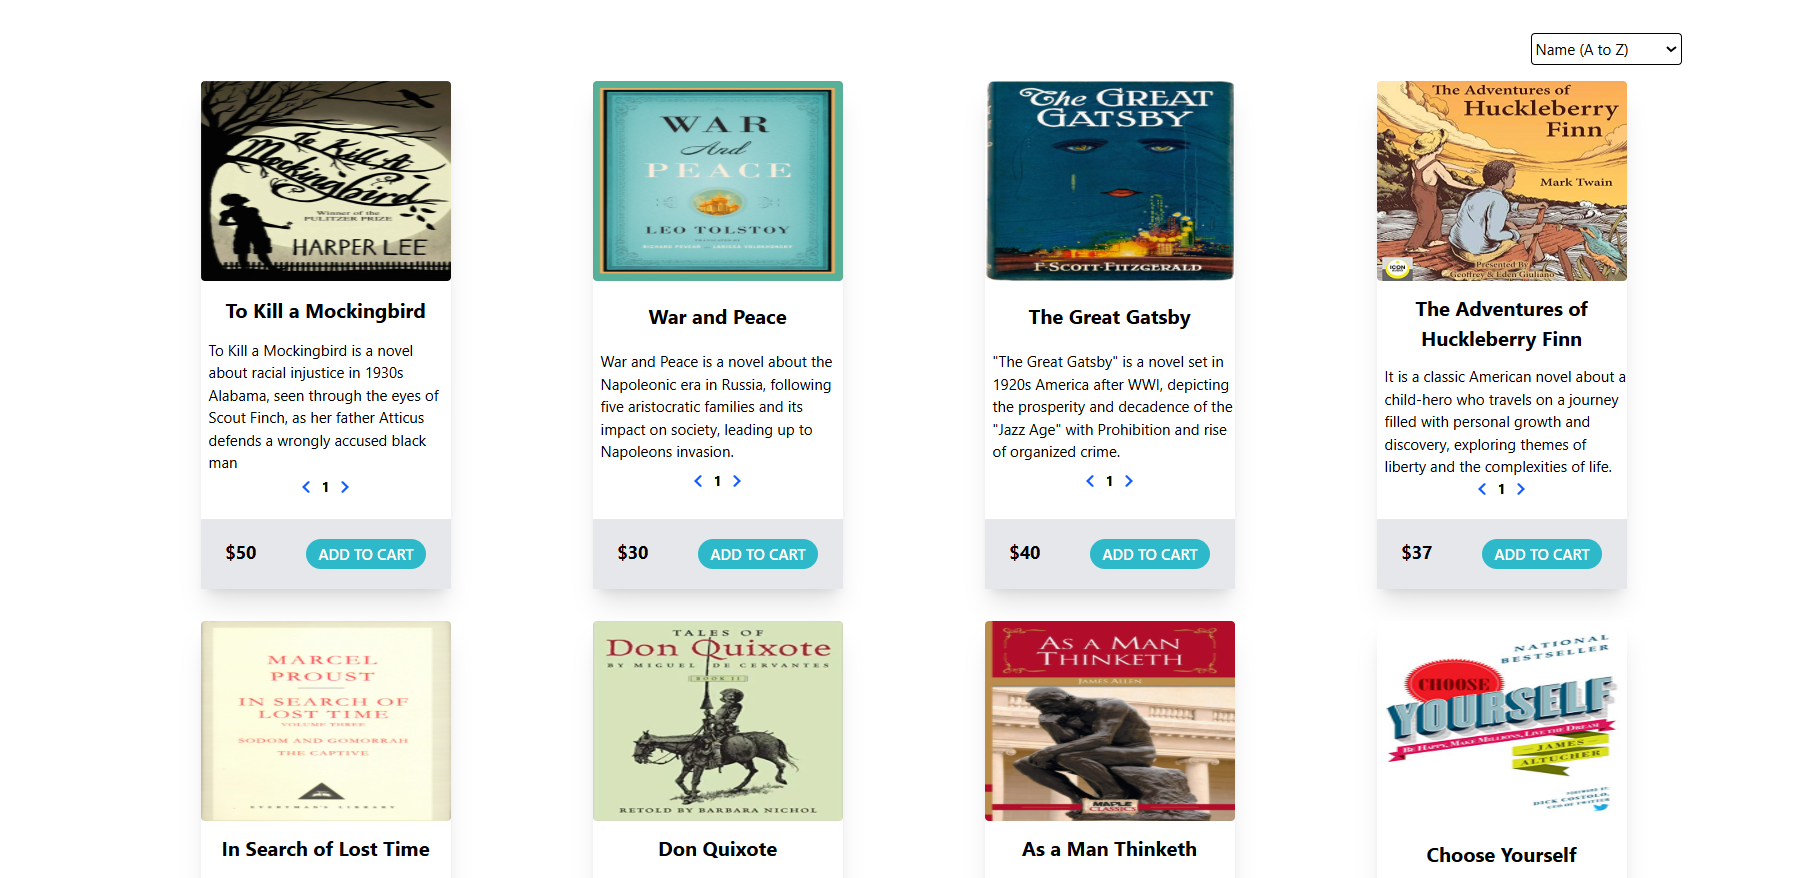 Name (A to Z)
To Kill A
Mockingbird
Winner of the
PULITZER PRIZE
HARPER LEE
WAR
And
PEACE
LEO TOLSTOY
The GREAT
GATSBY
F·SCOTT·FITZGERALD
The Adventures of
Huckleberry
Finn
Mark Twain
Presented By
Geoffrey & Eden Giuliano
ICON
To Kill a Mockingbird
To Kill a Mockingbird is a novel
about racial injustice in 1930s
Alabama, seen through the eyes of
Scout Finch, as her father Atticus
defends a wrongly accused black
man
< 1 >
$50
ADD TO CART
War and Peace
War and Peace is a novel about the
Napoleonic era in Russia, following
five aristocratic families and its
impact on society, leading up to
Napoleons invasion.
< 1 >
$30
ADD TO CART
The Great Gatsby
"The Great Gatsby" is a novel set in
1920s America after WWI, depicting
the prosperity and decadence of the
"Jazz Age" with Prohibition and rise
of organized crime.
< 1 >
$40
ADD TO CART
The Adventures of
Huckleberry Finn
It is a classic American novel about a
child-hero who travels on a journey
filled with personal growth and
discovery, exploring themes of
liberty and the complexities of life.
< 1 >
$37
ADD TO CART
MARCEL
PROUST
IN SEARCH OF
LOST TIME
VOLUME THREE
SODOM AND GOMORRAH
THE CAPTIVE
EVERYMAN'S LIBRARY
In Search of Lost Time
TALES OF
Don Quixote
BY MIGUEL DE CERVANTES
BOOK II
RETOLD BY BARBARA NICHOL
Don Quixote
AS A MAN
THINKETH
JAMES ALLEN
MAPLE
CLASSICS
As a Man Thinketh
NATIONAL
BESTSELLER
CHOOSE
YOURSELF
BE HAPPY, MAKE MILLIONS, LIVE THE DREAM
JAMES
ALTUCHER
FOREWORD BY
DICK COSTOLO,
CEO OF TWITTER
Choose Yourself